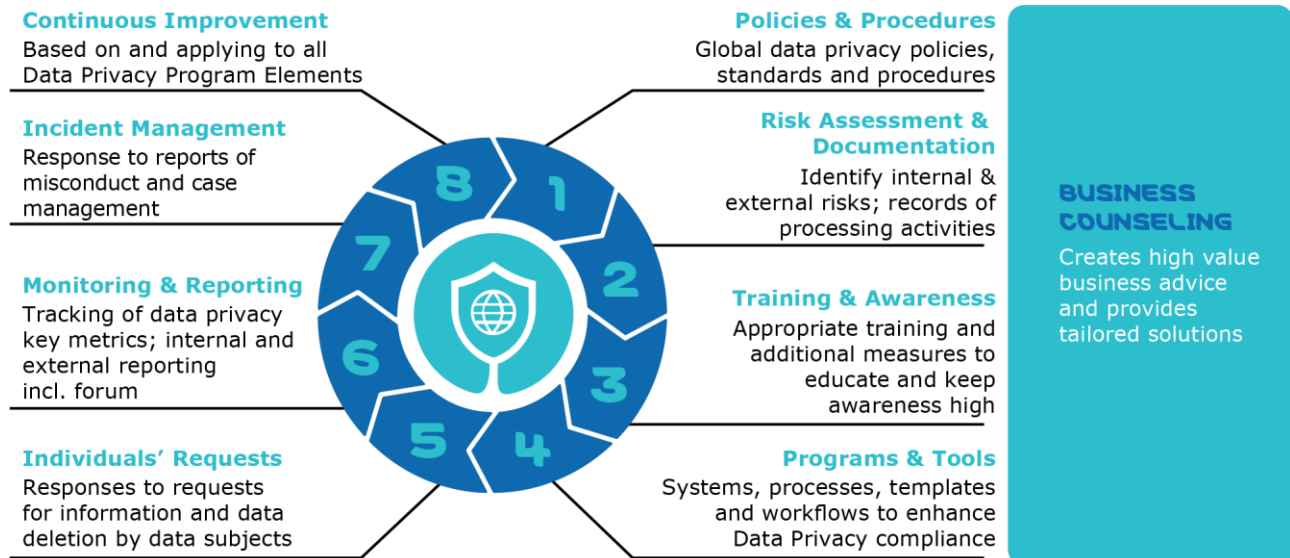 Continuous Improvement
Based on and applying to all
Data Privacy Program Elements
Incident Management
Response to reports of
misconduct and case
management
Monitoring & Reporting
Tracking of data privacy
key metrics; internal and
external reporting
incl. forum
Individuals’ Requests
Responses to requests
for information and data
deletion by data subjects
8
1
7
2
6
3
5
4
Policies & Procedures
Global data privacy policies,
standards and procedures
Risk Assessment &
Documentation
Identify internal &
external risks; records of
processing activities
Training & Awareness
Appropriate training and
additional measures to
educate and keep
awareness high
Programs & Tools
Systems, processes, templates
and workflows to enhance
Data Privacy compliance
BUSINESS
COUNSELING
Creates high value
business advice
and provides
tailored solutions